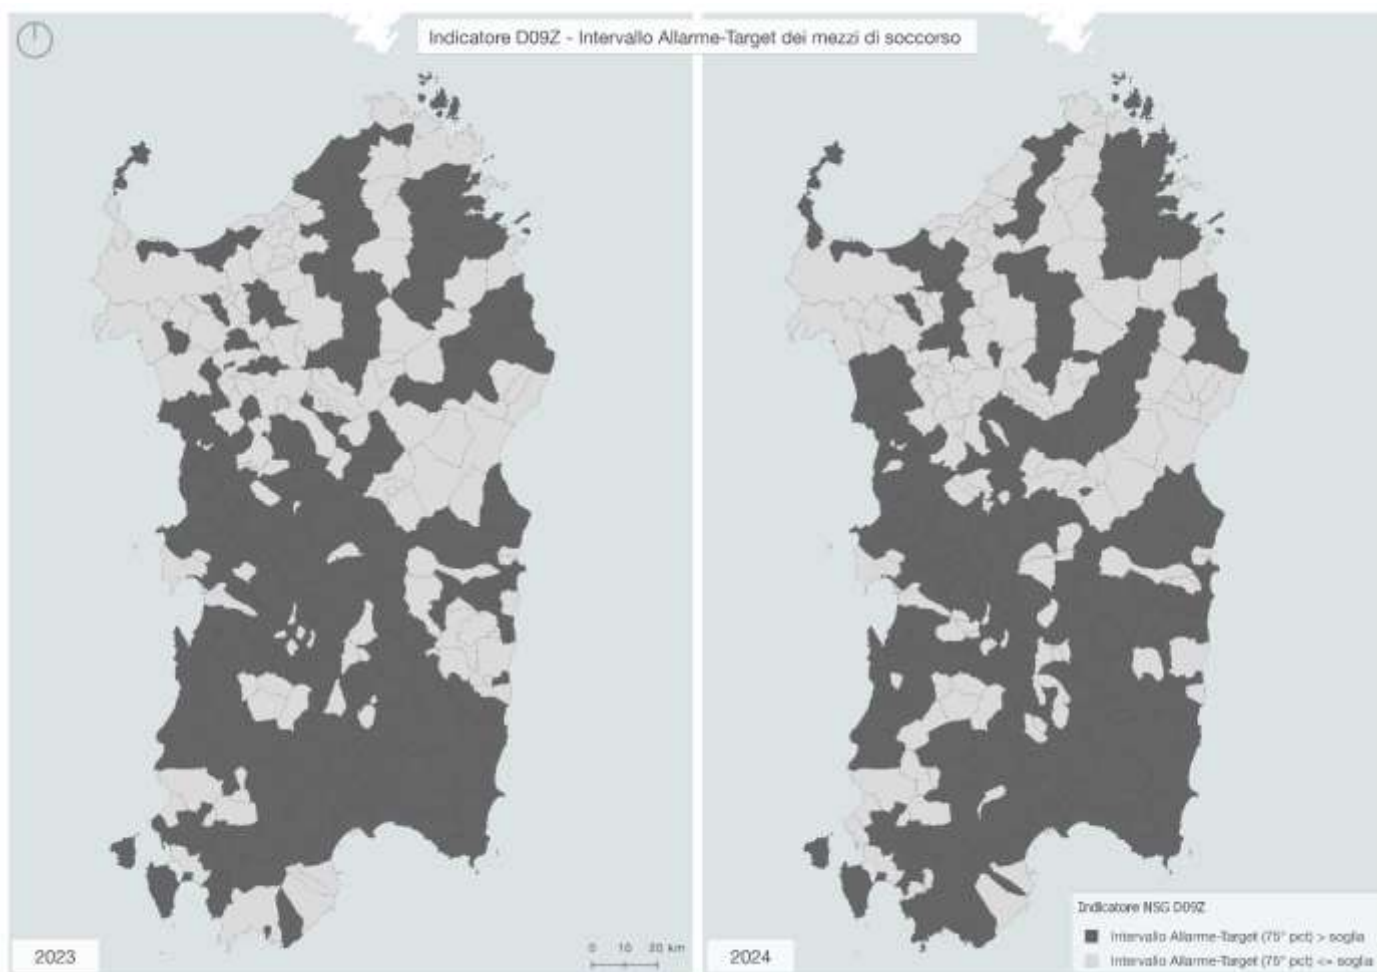 Indicatore D09Z - Intervallo Allarme-Target dei mezzi di soccorso
2023
0 10 20 km
2024
Indicatore NSG D09Z
Intervallo Allarme-Target (75° pct) > soglia
Intervallo Allarme-Target (75° pct) <= soglia